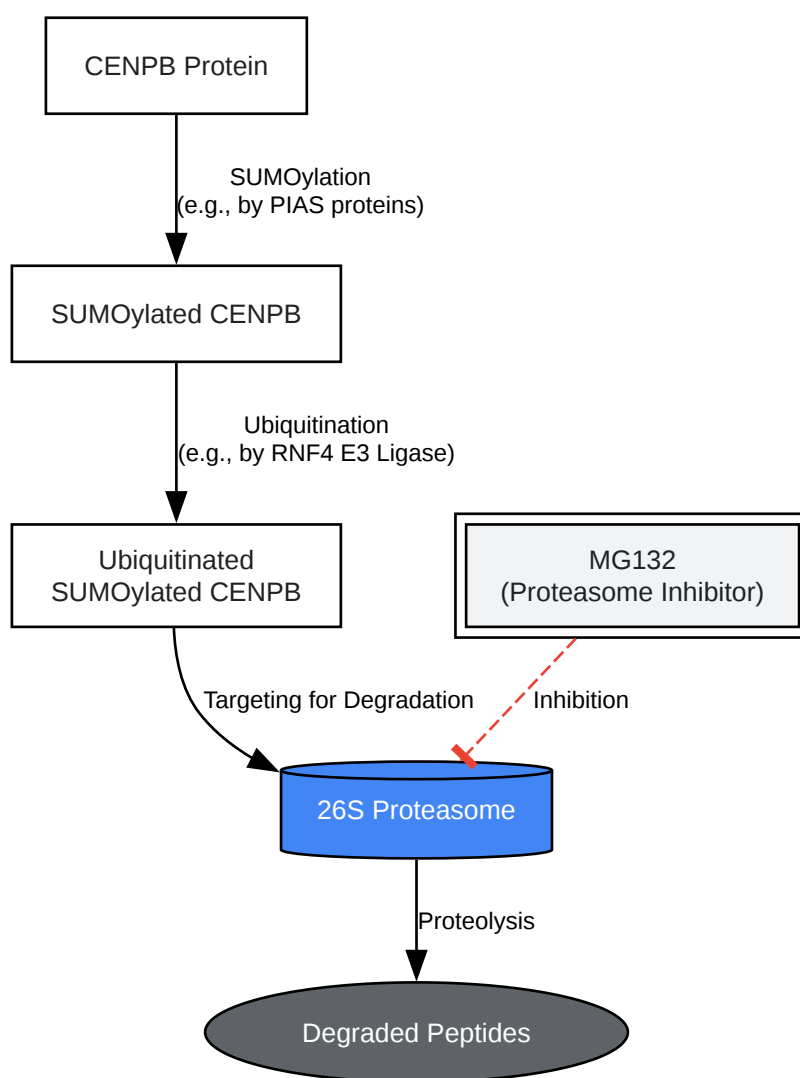 CENPB Protein
SUMOylation
(e.g., by PIAS proteins)
SUMOylated CENPB
Ubiquitination
(e.g., by RNF4 E3 Ligase)
Ubiquitinated
SUMOylated CENPB
MG132
(Proteasome Inhibitor)
Targeting for Degradation
Inhibition
26S Proteasome
Proteolysis
Degraded Peptides